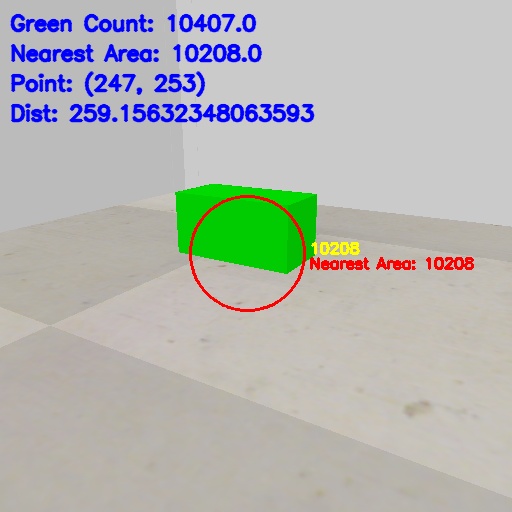 Green Count: 10407.0
Nearest Area: 10208.0
Point: (247, 253)
Dist: 259.15632348063593
10208
Nearest Area: 10208